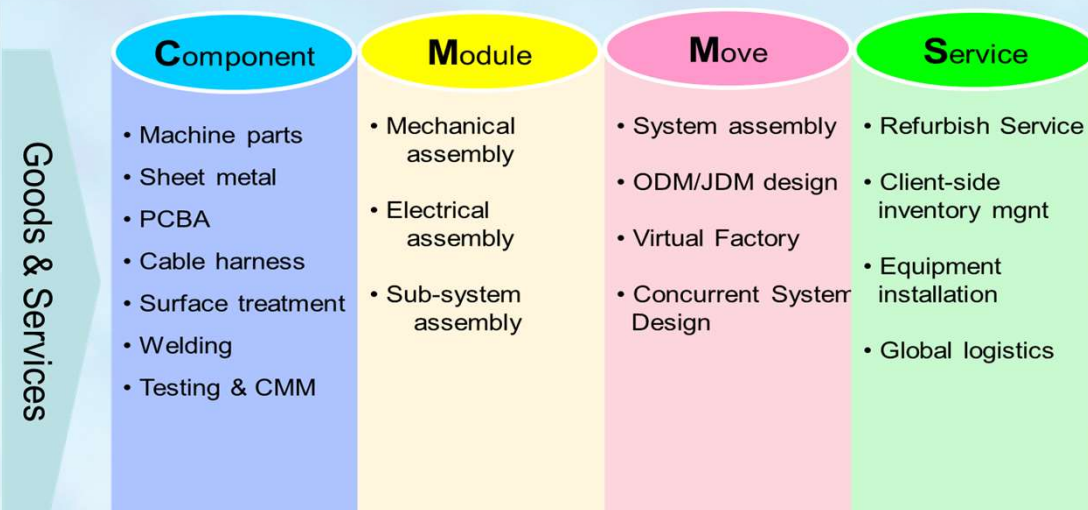 Goods & Services
Component
• Machine parts
• Sheet metal
• PCBA
• Cable harness
• Surface treatment
• Welding
• Testing & CMM
Module
• Mechanical
assembly
• Electrical
assembly
• Sub-system
assembly
Move
• System assembly
• ODM/JDM design
• Virtual Factory
• Concurrent System
Design
Service
• Refurbish Service
• Client-side
inventory mgnt
• Equipment
installation
• Global logistics